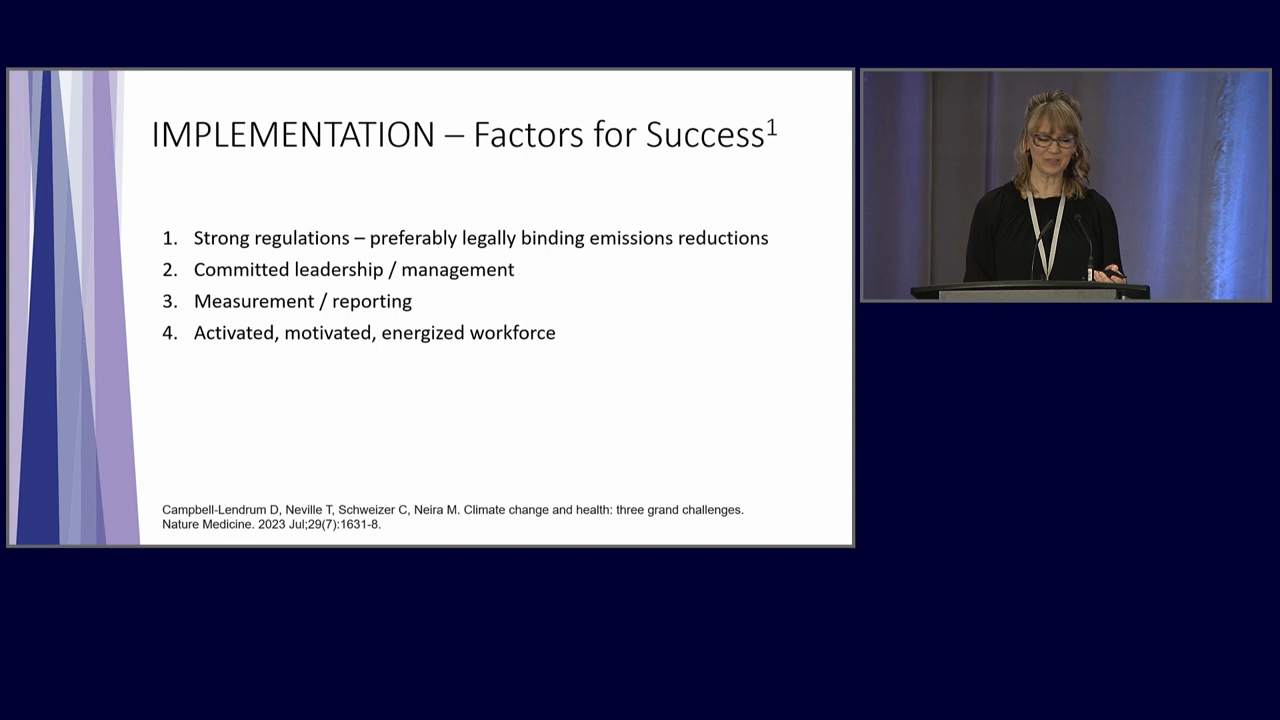 IMPLEMENTATION – Factors for Success1
1. Strong regulations – preferably legally binding emissions reductions
2. Committed leadership / management
3. Measurement / reporting
4. Activated, motivated, energized workforce
Campbell-Lendrum D, Neville T, Schweizer C, Neira M. Climate change and health: three grand challenges.
Nature Medicine. 2023 Jul;29(7):1631-8.